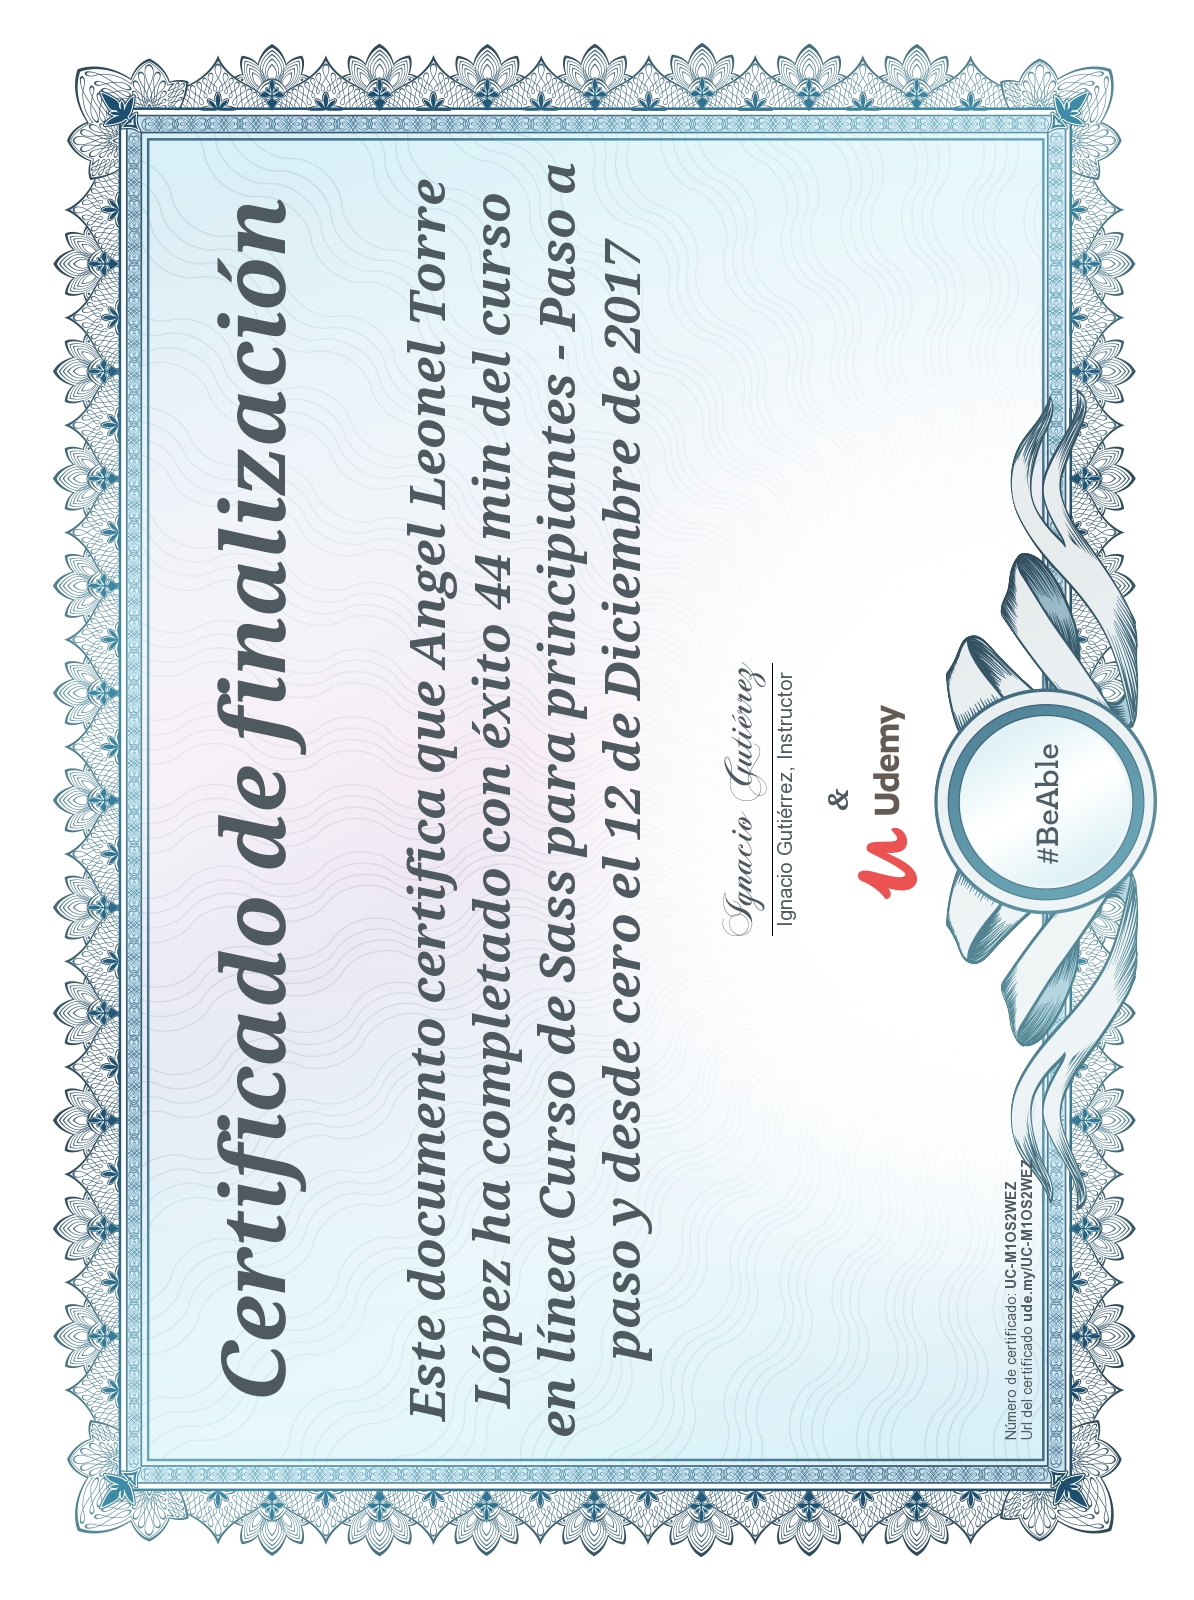 Certificado de finalización
Este documento certifica que Angel Leonel Torre
López ha completado con éxito 44 min del curso
en línea Curso de Sass para principiantes - Paso a
paso y desde cero el 12 de Diciembre de 2017
Ignacio Gutiérrez
Ignacio Gutiérrez, Instructor
&
Udemy
#BeAble
Número de certificado: UC-M1OS2WEZ
Url del certificado ude.my/UC-M1OS2WEZ